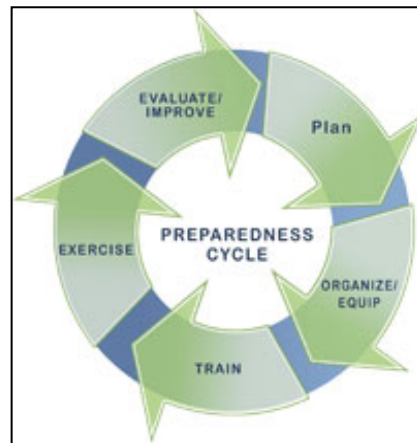 PREPAREDNESS
CYCLE
Plan
ORGANIZE/
EQUIP
TRAIN
EXERCISE
EVALUATE/
IMPROVE